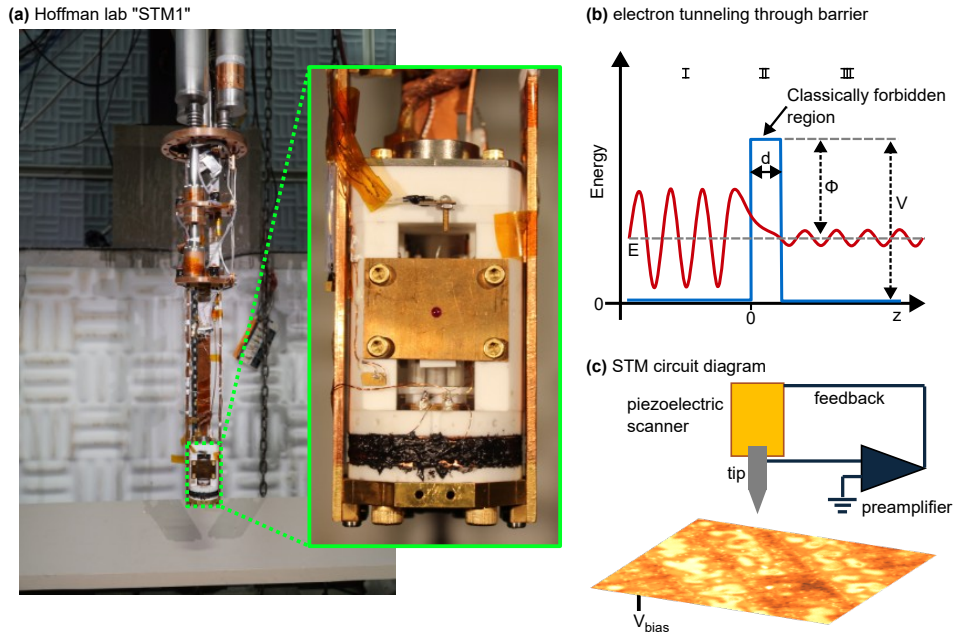 (a) Hoffman lab "STM1"
(b) electron tunneling through barrier
I
II
III
Classically forbidden
region
d
Φ
V
Energy
E
0
0
z
(c) STM circuit diagram
piezoelectric
scanner
feedback
tip
preamplifier
Vbias